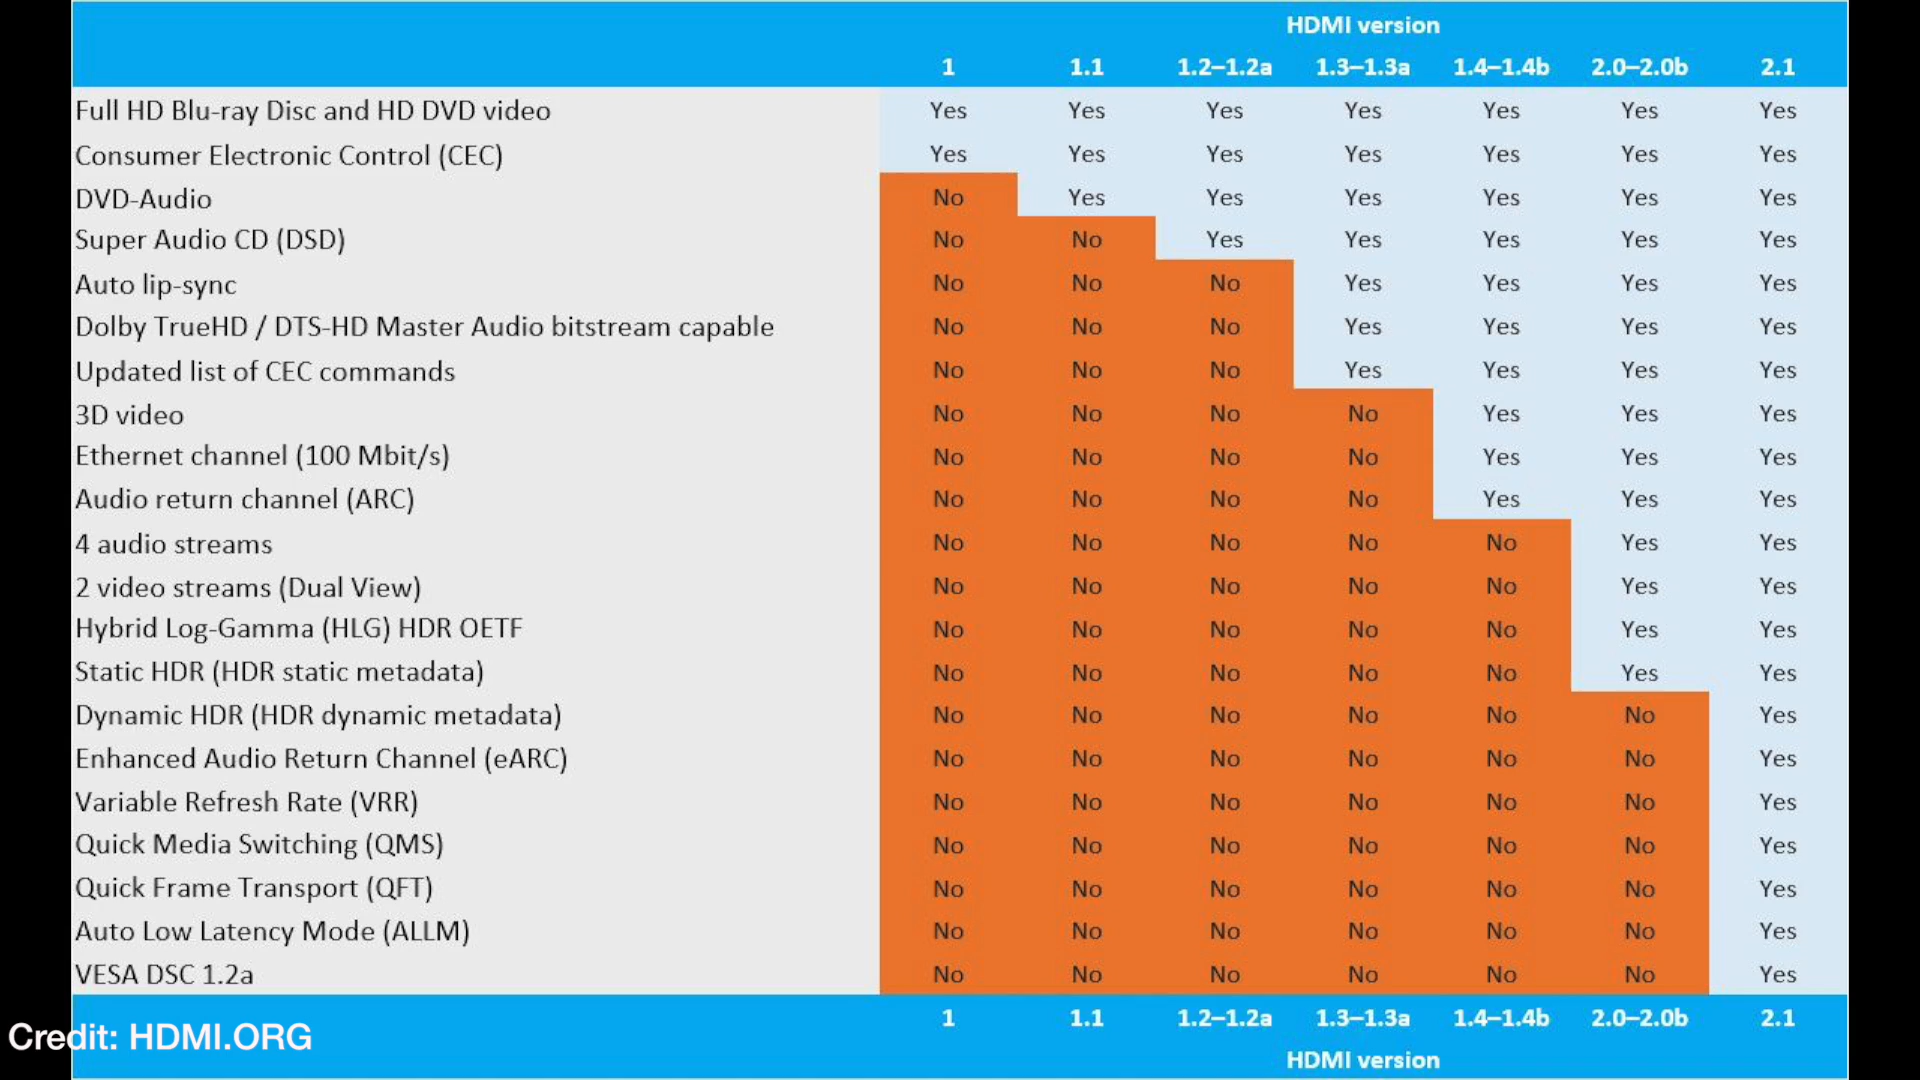 HDMI version
1 1.1 1.2–1.2a 1.3–1.3a 1.4–1.4b 2.0–2.0b 2.1
Full HD Blu-ray Disc and HD DVD video Yes Yes Yes Yes Yes Yes Yes
Consumer Electronic Control (CEC) Yes Yes Yes Yes Yes Yes Yes
DVD-Audio No Yes Yes Yes Yes Yes Yes
Super Audio CD (DSD) No No Yes Yes Yes Yes Yes
Auto lip-sync No No No Yes Yes Yes Yes
Dolby TrueHD / DTS-HD Master Audio bitstream capable No No No Yes Yes Yes Yes
Updated list of CEC commands No No No Yes Yes Yes Yes
3D video No No No No Yes Yes Yes
Ethernet channel (100 Mbit/s) No No No No Yes Yes Yes
Audio return channel (ARC) No No No No Yes Yes Yes
4 audio streams No No No No No Yes Yes
2 video streams (Dual View) No No No No No Yes Yes
Hybrid Log-Gamma (HLG) HDR OETF No No No No No Yes Yes
Static HDR (HDR static metadata) No No No No No Yes Yes
Dynamic HDR (HDR dynamic metadata) No No No No No No Yes
Enhanced Audio Return Channel (eARC) No No No No No No Yes
Variable Refresh Rate (VRR) No No No No No No Yes
Quick Media Switching (QMS) No No No No No No Yes
Quick Frame Transport (QFT) No No No No No No Yes
Auto Low Latency Mode (ALLM) No No No No No No Yes
VESA DSC 1.2a No No No No No No Yes
1 1.1 1.2–1.2a 1.3–1.3a 1.4–1.4b 2.0–2.0b 2.1
Credit: HDMI.ORG
HDMI version